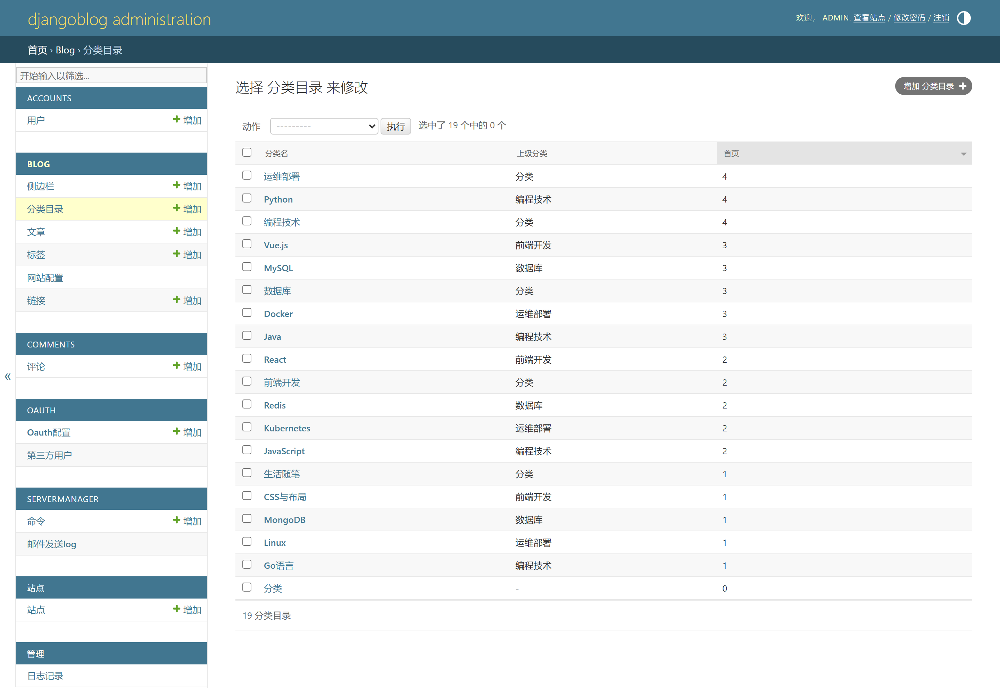 djangoblog administration
欢迎， ADMIN. 查看站点 / 修改密码 / 注销
首页 › Blog › 分类目录
开始输入以筛选...
ACCOUNTS
用户 增加
BLOG
侧边栏 增加
分类目录 增加
文章 增加
标签 增加
网站配置
链接 增加
COMMENTS
评论 增加
OAUTH
Oauth配置 增加
第三方用户
SERVERMANAGER
命令 增加
邮件发送log
站点
站点 增加
管理
日志记录
«
选择 分类目录 来修改
增加 分类目录
动作 --------- 执行 选中了 19 个中的 0 个
分类名 上级分类 首页
运维部署 分类 4
Python 编程技术 4
编程技术 分类 4
Vue.js 前端开发 3
MySQL 数据库 3
数据库 分类 3
Docker 运维部署 3
Java 编程技术 3
React 前端开发 2
前端开发 分类 2
Redis 数据库 2
Kubernetes 运维部署 2
JavaScript 编程技术 2
生活随笔 分类 1
CSS与布局 前端开发 1
MongoDB 数据库 1
Linux 运维部署 1
Go语言 编程技术 1
分类 - 0
19 分类目录